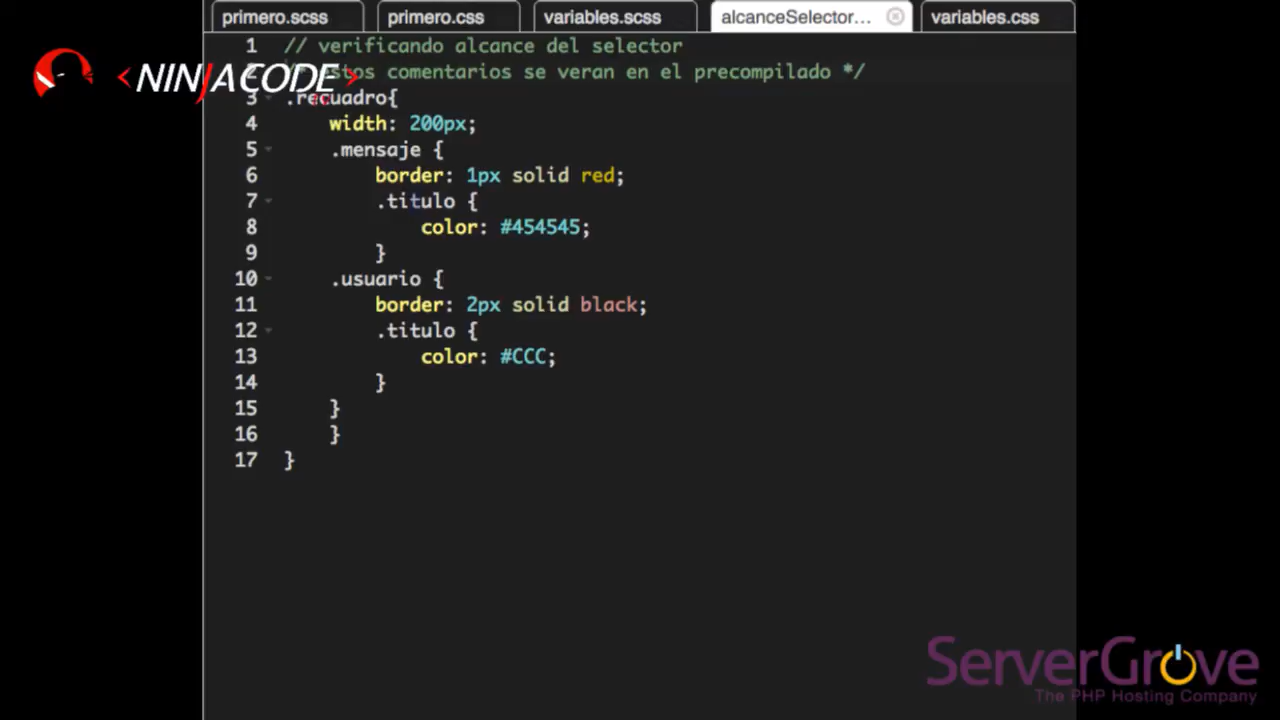 primero.scss primero.css variables.scss alcanceSelector... variables.css
<NINJACODE>
1 // verificando alcance del selector
2 estos comentarios se veran en el precompilado */
3 .recuadro{
4 width: 200px;
5 .mensaje {
6 border: 1px solid red;
7 .titulo {
8 color: #454545;
9 }
10 .usuario {
11 border: 2px solid black;
12 .titulo {
13 color: #CCC;
14 }
15 }
16 }
17 }
ServerGrove
The PHP Hosting Company